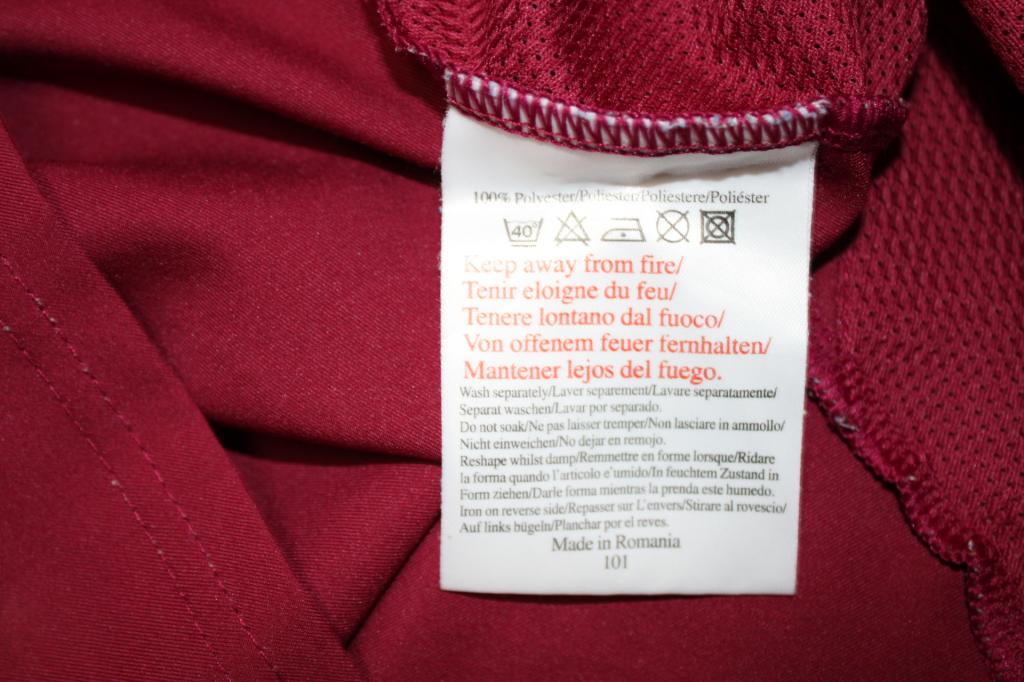 100% Polyester/Poliester/Poliestere/Poliéster
40°
Keep away from fire/
Tenir eloigne du feu/
Tenere lontano dal fuoco/
Von offenem feuer fernhalten/
Mantener lejos del fuego.
Wash separately/Laver separement/Lavare separatamente/
Separat waschen/Lavar por separado.
Do not soak/Ne pas laisser tremper/Non lasciare in ammollo/
Nicht einweichen/No dejar en remojo.
Reshape whilst damp/Remmettre en forme lorsque/Ridare
la forma quando l'articolo e'umido/In feuchtem Zustand in
Form ziehen/Darle forma mientras la prenda este humedo.
Iron on reverse side/Repasser sur L'envers/Stirare al rovescio/
Auf links bügeln/Planchar por el reves.
Made in Romania
101